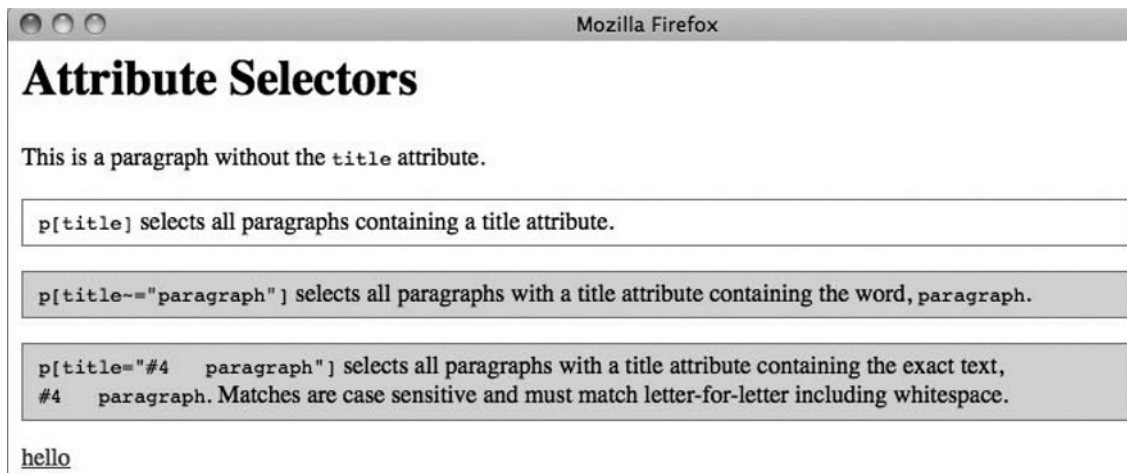 Mozilla Firefox
Attribute Selectors
This is a paragraph without the title attribute.
p[title] selects all paragraphs containing a title attribute.
p[title~="paragraph"] selects all paragraphs with a title attribute containing the word, paragraph.
p[title="#4   paragraph"] selects all paragraphs with a title attribute containing the exact text,
#4   paragraph. Matches are case sensitive and must match letter-for-letter including whitespace.
hello